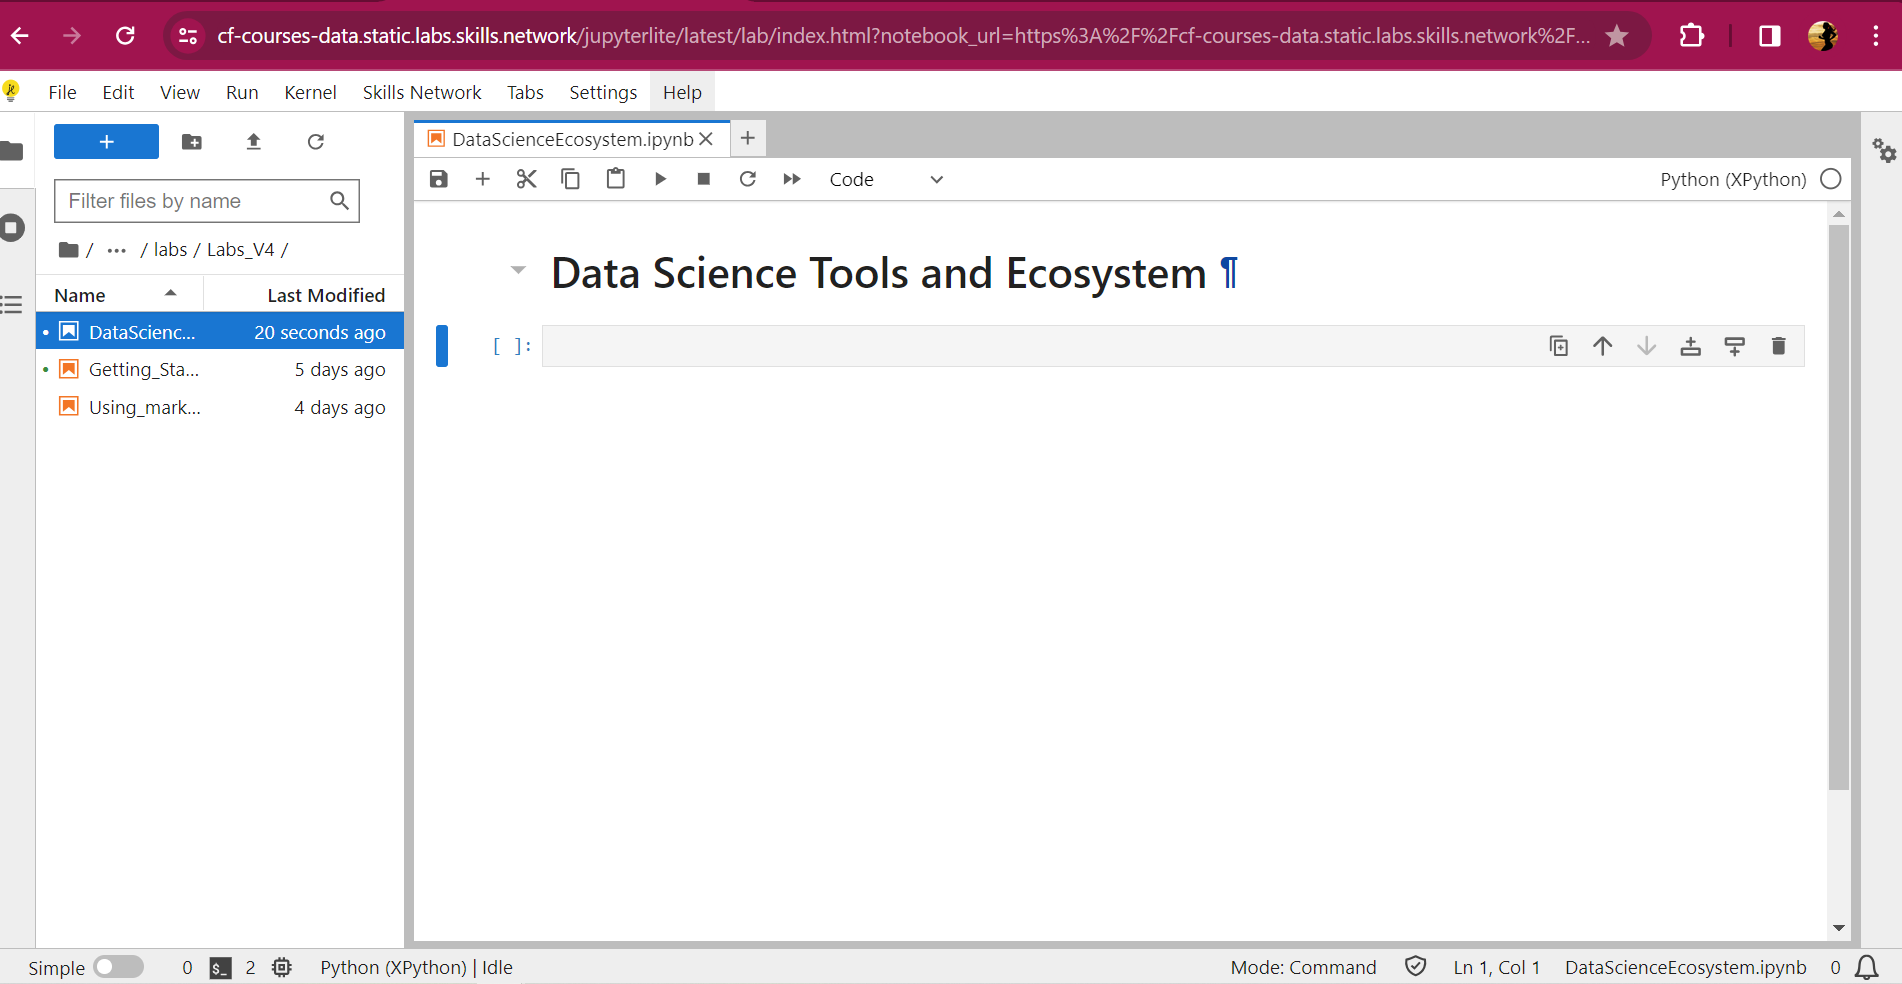 cf-courses-data.static.labs.skills.network/jupyterlite/latest/lab/index.html?notebook_url=https%3A%2F%2Fcf-courses-data.static.labs.skills.network%2F...
File Edit View Run Kernel Skills Network Tabs Settings Help
+
DataScienceEcosystem.ipynb
Filter files by name
Code
Python (XPython)
/ ··· / labs / Labs_V4 /
Name Last Modified
DataScienc... 20 seconds ago
Getting_Sta... 5 days ago
Using_mark... 4 days ago
Data Science Tools and Ecosystem ¶
[ ]:
Simple 0 $_ 2 Python (XPython) | Idle Mode: Command Ln 1, Col 1 DataScienceEcosystem.ipynb 0